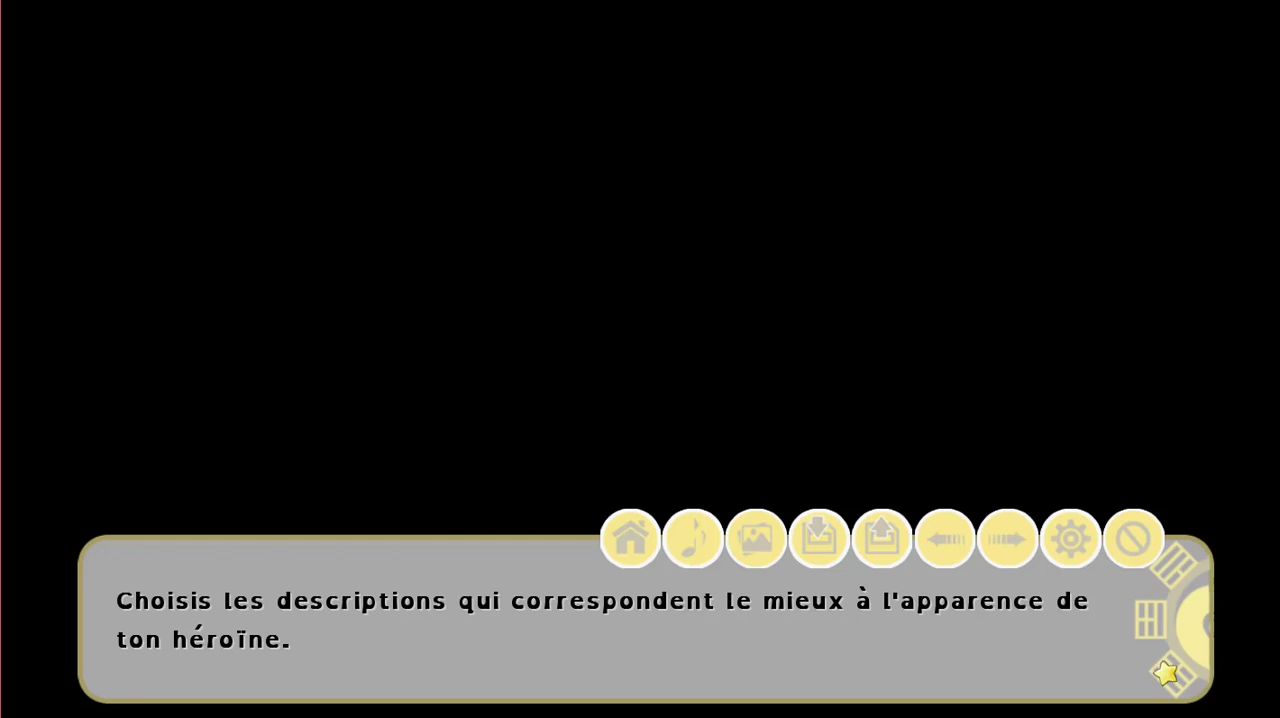 Choisis les descriptions qui correspondent le mieux à l'apparence de
ton héroïne.